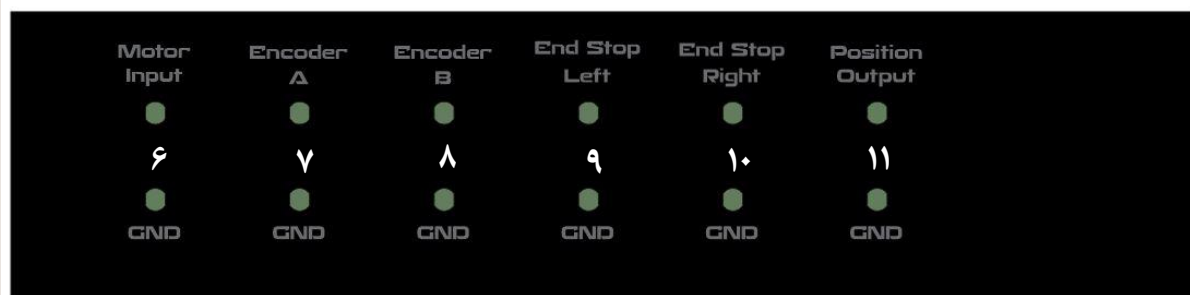 Motor Input
Encoder A
Encoder B
End Stop Left
End Stop Right
Position Output
۶ ۷ ۸ ۹ ۱۰ ۱۱
GND GND GND GND GND GND